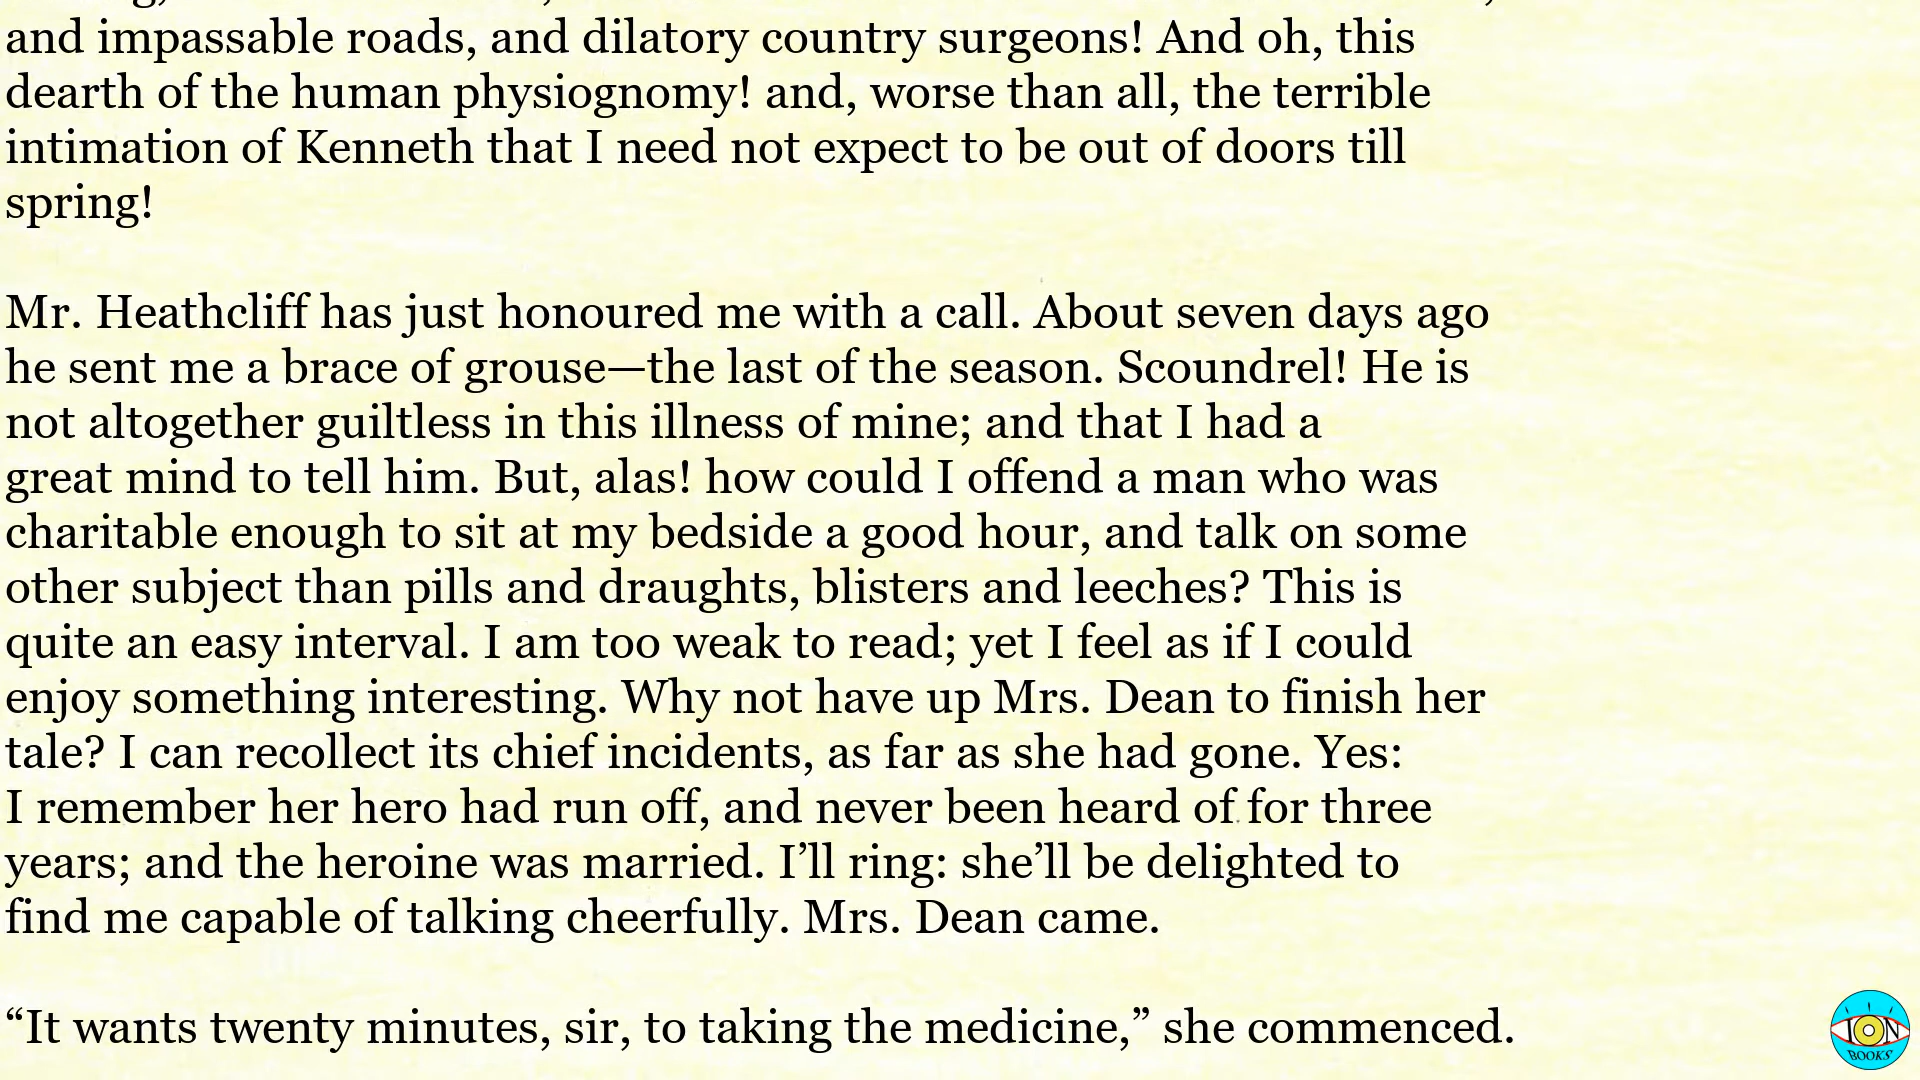 and impassable roads, and dilatory country surgeons! And oh, this
dearth of the human physiognomy! and, worse than all, the terrible
intimation of Kenneth that I need not expect to be out of doors till
spring!
Mr. Heathcliff has just honoured me with a call. About seven days ago
he sent me a brace of grouse—the last of the season. Scoundrel! He is
not altogether guiltless in this illness of mine; and that I had a
great mind to tell him. But, alas! how could I offend a man who was
charitable enough to sit at my bedside a good hour, and talk on some
other subject than pills and draughts, blisters and leeches? This is
quite an easy interval. I am too weak to read; yet I feel as if I could
enjoy something interesting. Why not have up Mrs. Dean to finish her
tale? I can recollect its chief incidents, as far as she had gone. Yes:
I remember her hero had run off, and never been heard of for three
years; and the heroine was married. I’ll ring: she’ll be delighted to
find me capable of talking cheerfully. Mrs. Dean came.
“It wants twenty minutes, sir, to taking the medicine,” she commenced.
ION
BOOKS